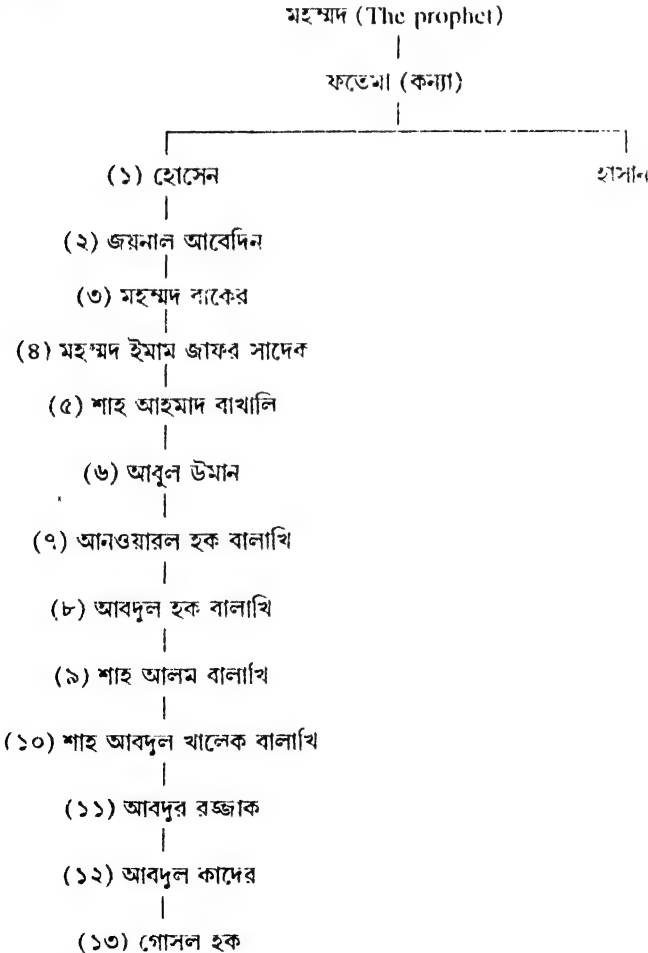 মহম্মদ (The prophet)
ফতেমা (কন্যা)
(১) হোসেন হাসান
(২) জয়নাল আবেদিন
(৩) মহম্মদ বাকের
(৪) মহম্মদ ইমাম জাফর সাদেক
(৫) শাহ আহমাদ বাখালি
(৬) আবুল উমান
(৭) আনওয়ারল হক বালাখি
(৮) আবদুল হক বালাখি
(৯) শাহ আলম বালাখি
(১০) শাহ আবদুল খালেক বালাখি
(১১) আবদুর রজ্জাক
(১২) আবদুল কাদের
(১৩) গোসল হক